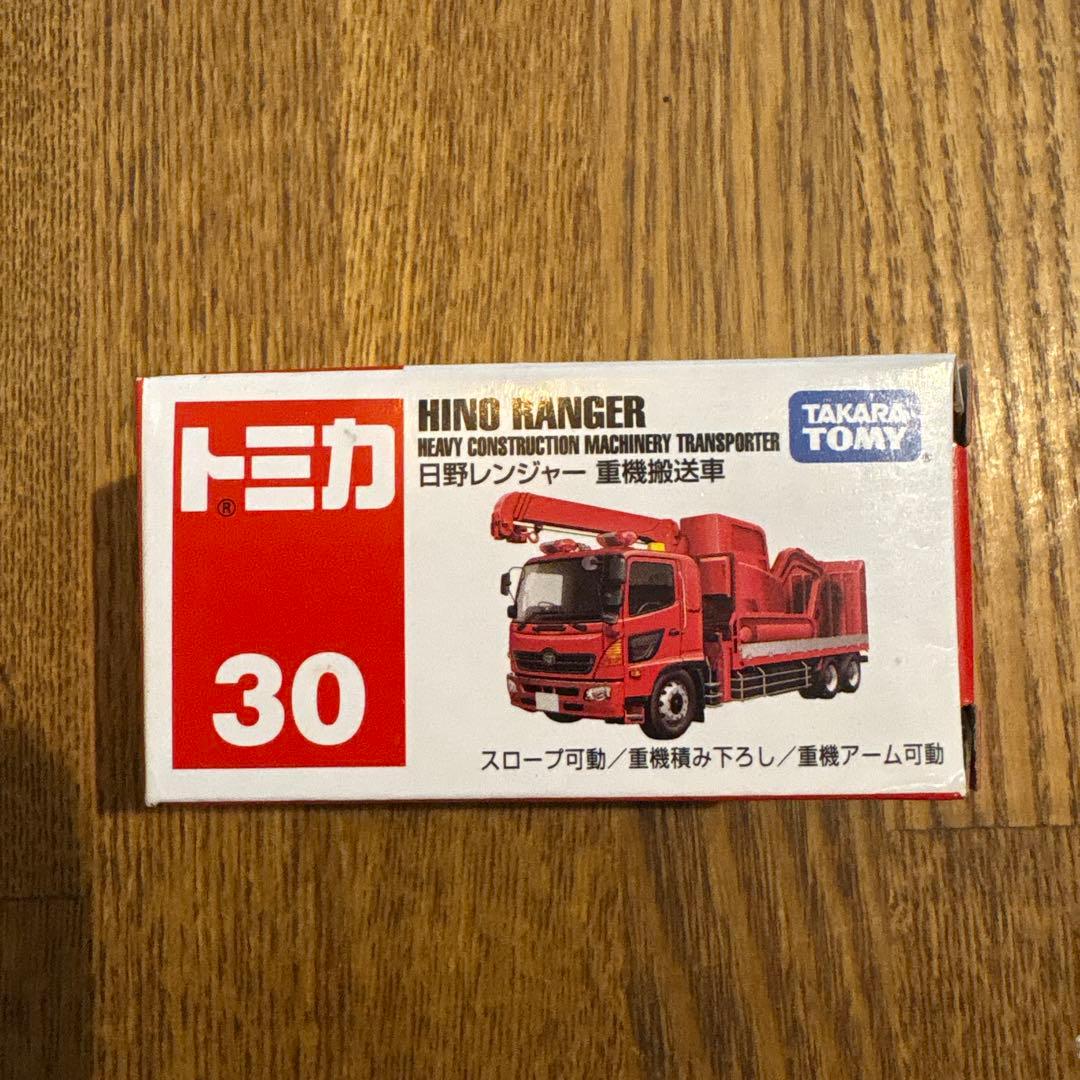 トミカ
®
30
HINO RANGER
HEAVY CONSTRUCTION MACHINERY TRANSPORTER
日野レンジャー 重機搬送車
TAKARA
TOMY®
スロープ可動／重機積み下ろし／重機アーム可動